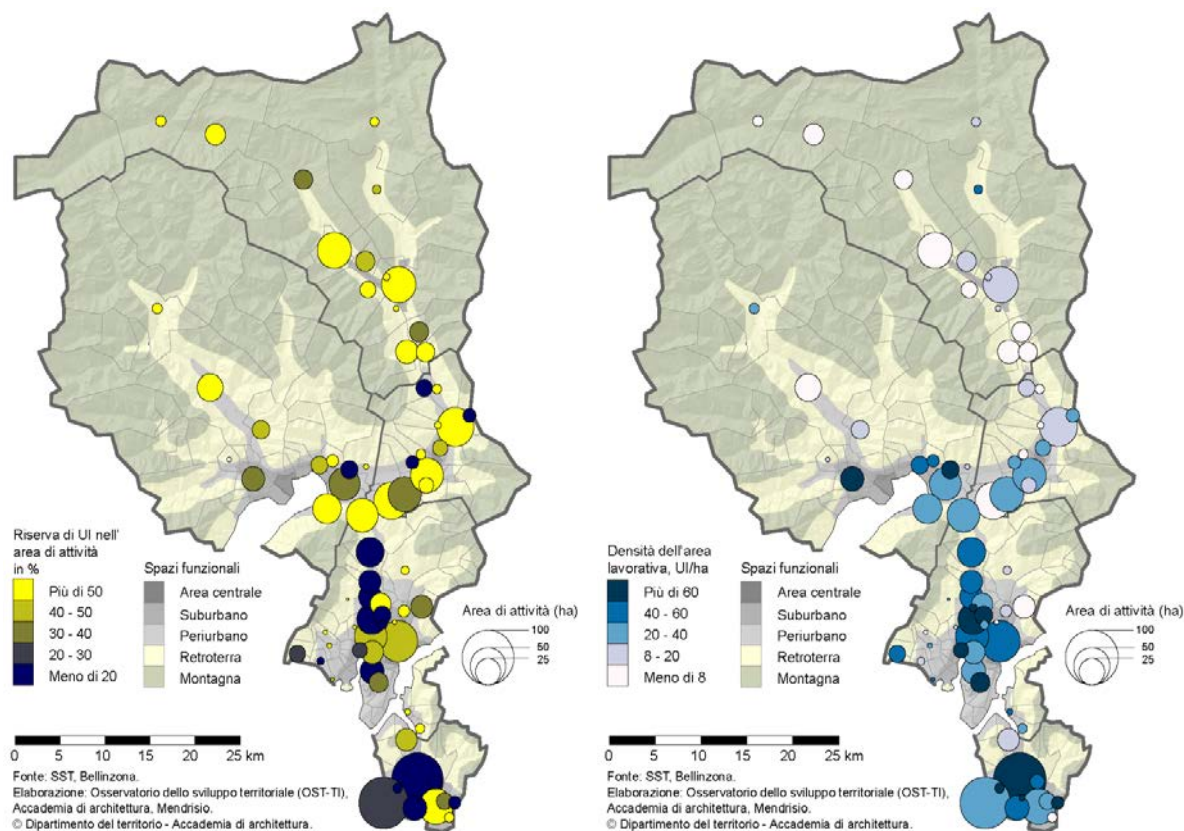 Riserva di UI nell'
area di attività
in %
Più di 50
40 - 50
30 - 40
20 - 30
Meno di 20
Spazi funzionali
Area centrale
Suburbano
Periurbano
Retroterra
Montagna
Area di attività (ha)
100
50
25
0 5 10 15 20 25 km
Fonte: SST, Bellinzona.
Elaborazione: Osservatorio dello sviluppo territoriale (OST-TI),
Accademia di architettura, Mendrisio.
© Dipartimento del territorio - Accademia di architettura.
Densità dell'area
lavorativa, UI/ha
Più di 60
40 - 60
20 - 40
8 - 20
Meno di 8
Spazi funzionali
Area centrale
Suburbano
Periurbano
Retroterra
Montagna
Area di attività (ha)
100
50
25
0 5 10 15 20 25 km
Fonte: SST, Bellinzona.
Elaborazione: Osservatorio dello sviluppo territoriale (OST-TI),
Accademia di architettura, Mendrisio.
© Dipartimento del territorio - Accademia di architettura.